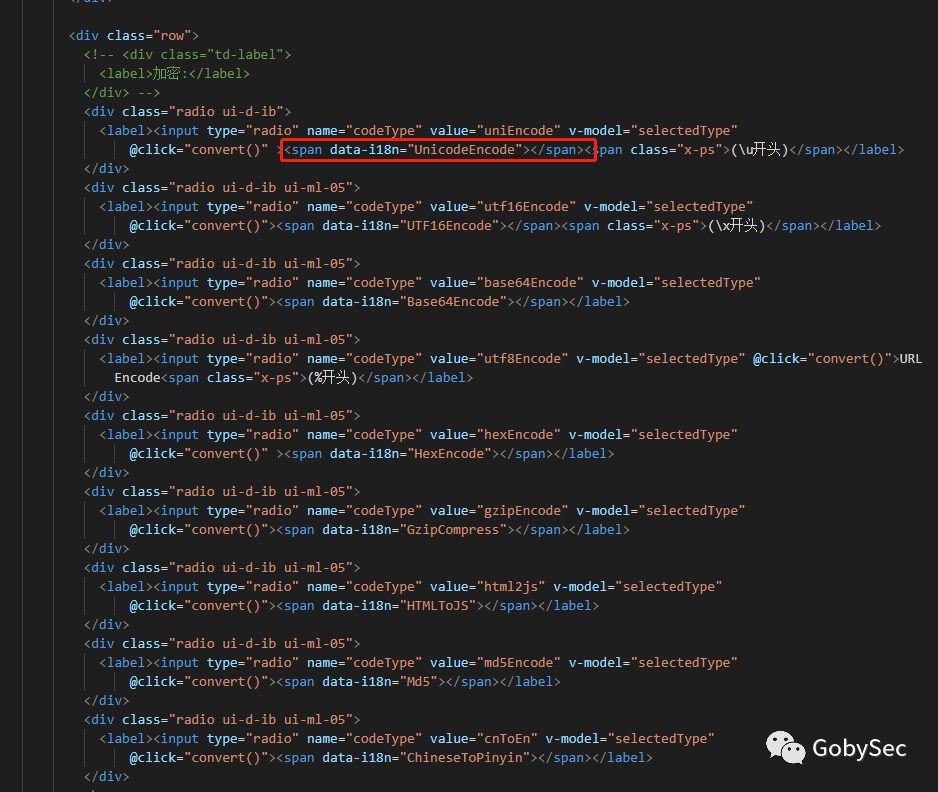 <div class="row">
<!-- <div class="td-label">
<label>加密:</label>
</div> -->
<div class="radio ui-d-ib">
<label><input type="radio" name="codeType" value="uniEncode" v-model="selectedType"
@click="convert()" ><span data-i18n="UnicodeEncode"></span><span class="x-ps">(\u开头)</span></label>
</div>
<div class="radio ui-d-ib ui-ml-05">
<label><input type="radio" name="codeType" value="utf16Encode" v-model="selectedType"
@click="convert()"><span data-i18n="UTF16Encode"></span><span class="x-ps">(\x开头)</span></label>
</div>
<div class="radio ui-d-ib ui-ml-05">
<label><input type="radio" name="codeType" value="base64Encode" v-model="selectedType"
@click="convert()"><span data-i18n="Base64Encode"></span></label>
</div>
<div class="radio ui-d-ib ui-ml-05">
<label><input type="radio" name="codeType" value="utf8Encode" v-model="selectedType" @click="convert()">URL
Encode<span class="x-ps">(%开头)</span></label>
</div>
<div class="radio ui-d-ib ui-ml-05">
<label><input type="radio" name="codeType" value="hexEncode" v-model="selectedType"
@click="convert()" ><span data-i18n="HexEncode"></span></label>
</div>
<div class="radio ui-d-ib ui-ml-05">
<label><input type="radio" name="codeType" value="gzipEncode" v-model="selectedType"
@click="convert()"><span data-i18n="GzipCompress"></span></label>
</div>
<div class="radio ui-d-ib ui-ml-05">
<label><input type="radio" name="codeType" value="html2js" v-model="selectedType"
@click="convert()"><span data-i18n="HTMLToJS"></span></label>
</div>
<div class="radio ui-d-ib ui-ml-05">
<label><input type="radio" name="codeType" value="md5Encode" v-model="selectedType"
@click="convert()"><span data-i18n="Md5"></span></label>
</div>
<div class="radio ui-d-ib ui-ml-05">
<label><input type="radio" name="codeType" value="cnToEn" v-model="selectedType"
@click="convert()"><span data-i18n="ChineseToPinyin"></span></label>
</div>
GobySec